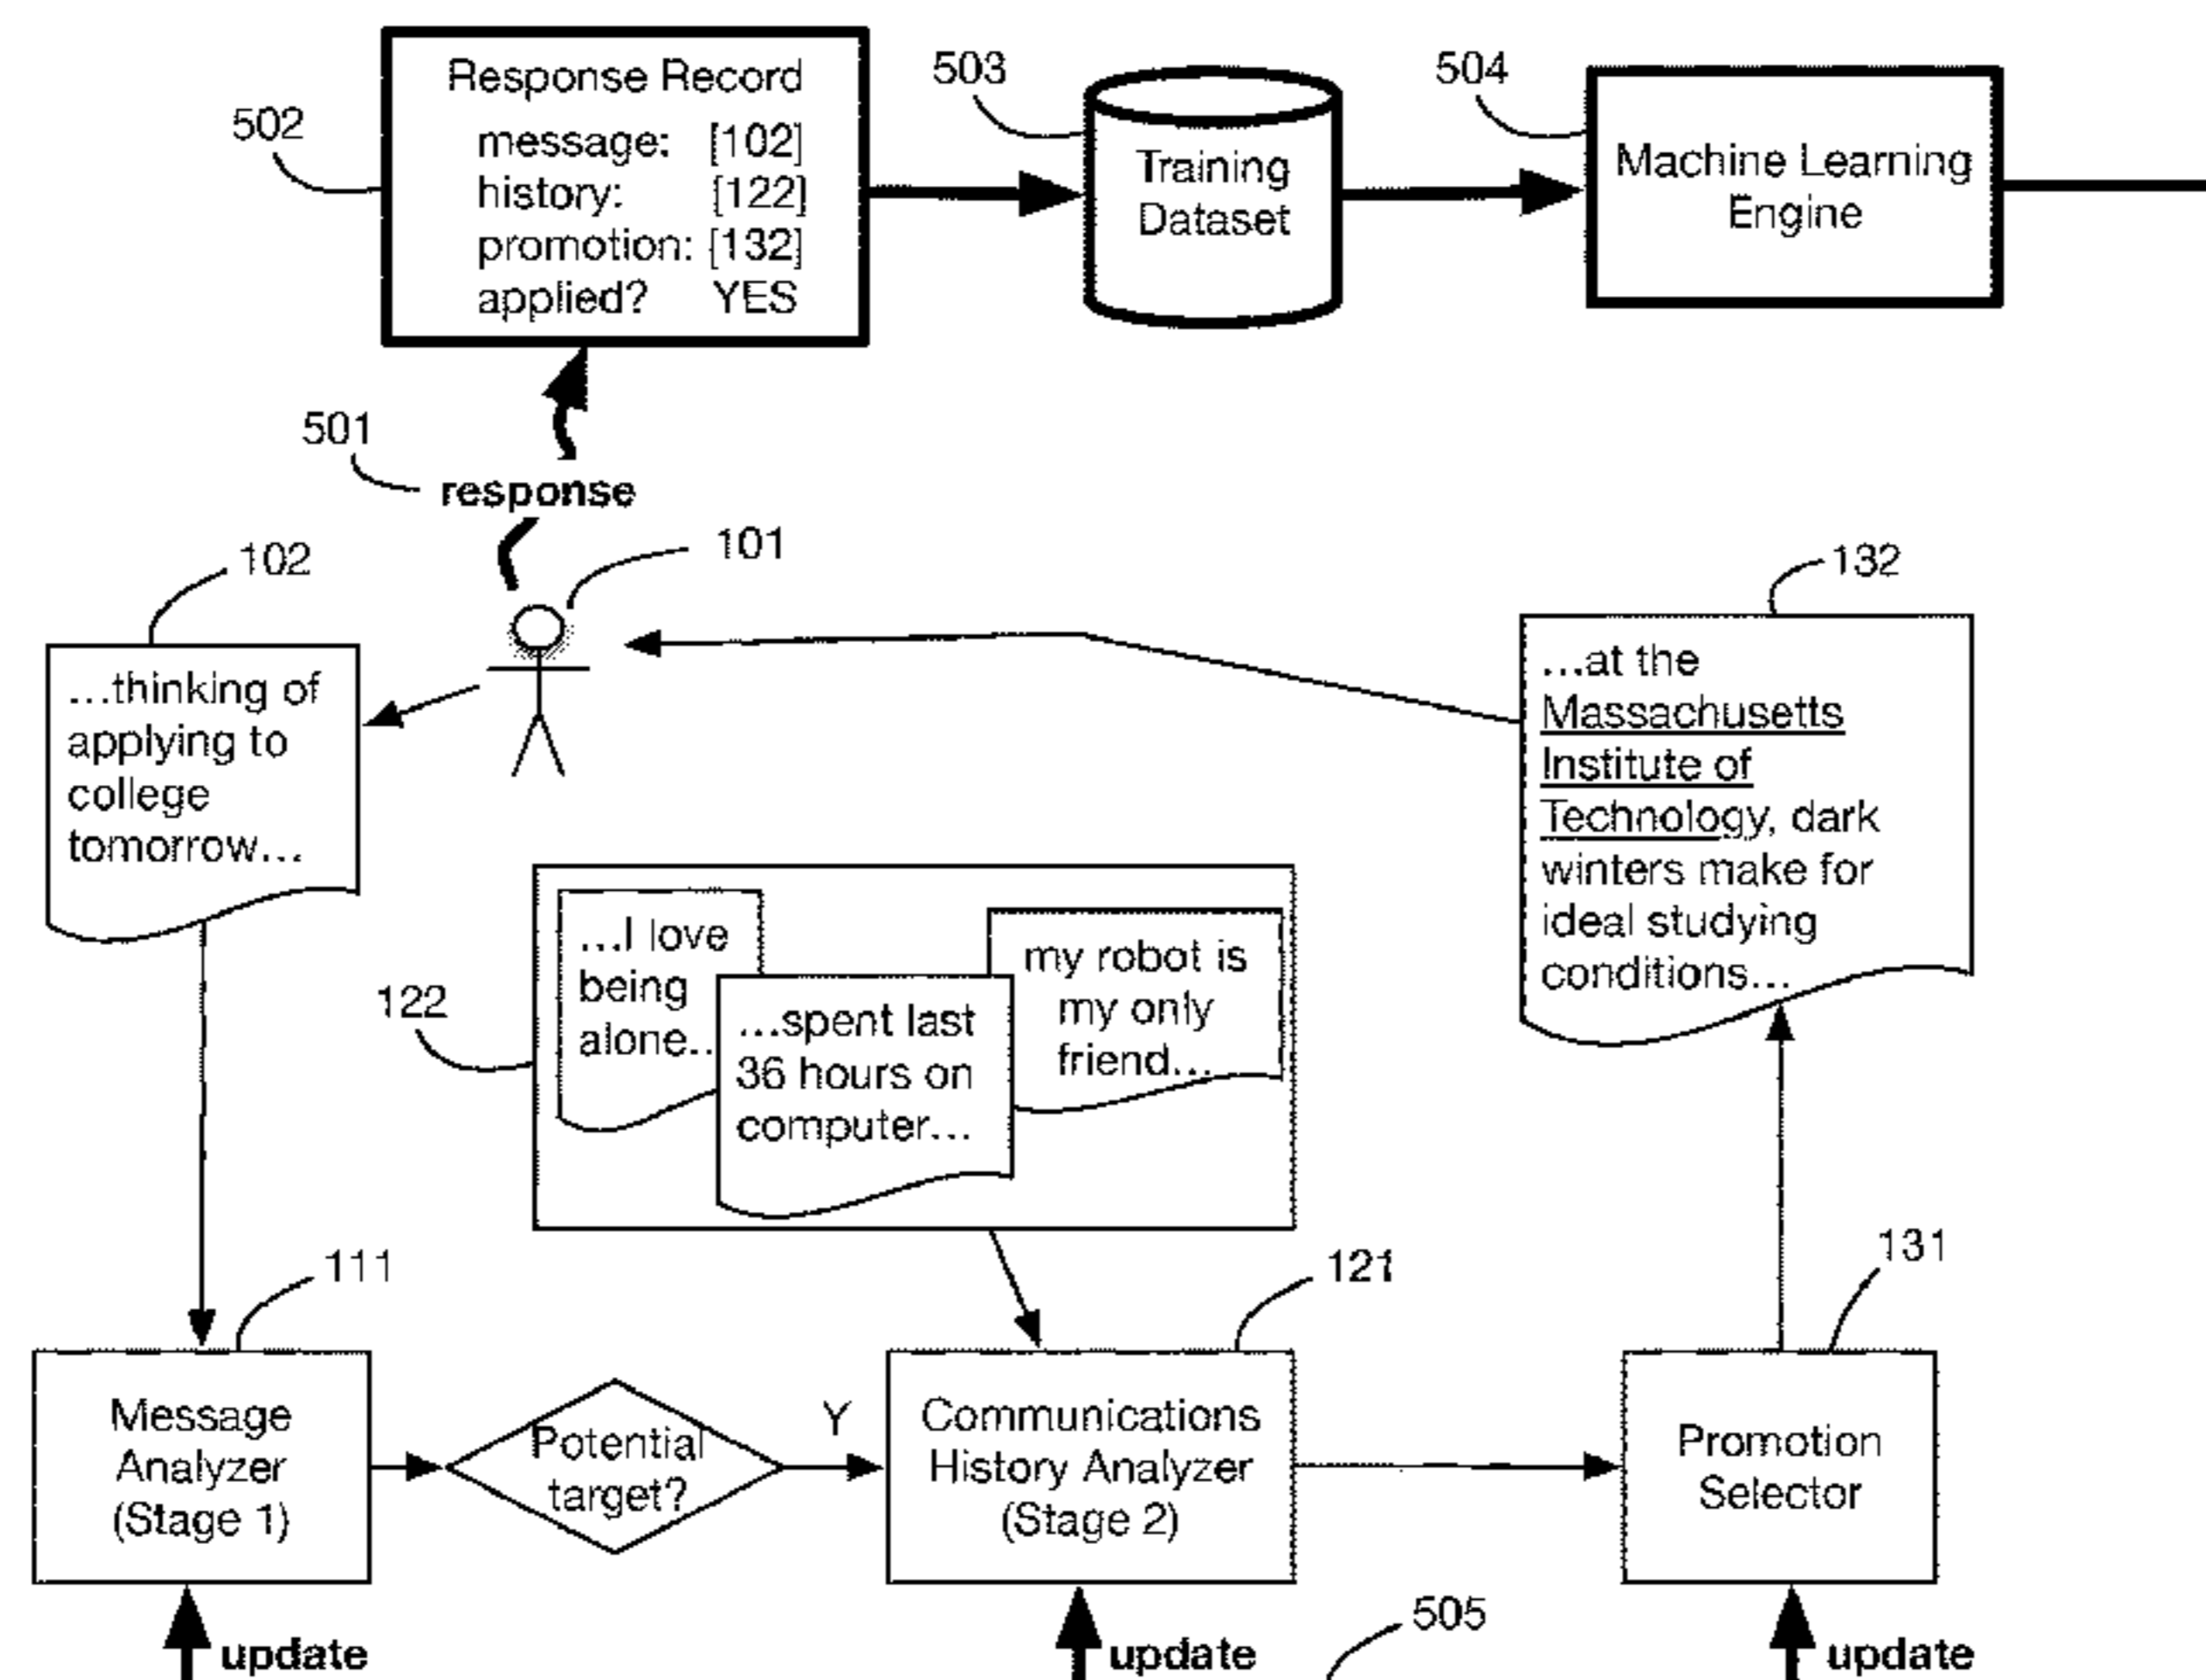 Response Record
message: [102]
history: [122]
promotion: [132]
applied? YES
502
503
Training
Dataset
504
Machine Learning
Engine
501
response
101
102
…thinking of
applying to
college
tomorrow…
132
…at the
Massachusetts
Institute of
Technology, dark
winters make for
ideal studying
conditions…
122
…I love
being
alone…
…spent last
36 hours on
computer…
my robot is
my only
friend…
111
Message
Analyzer
(Stage 1)
Potential
target?
Y
121
Communications
History Analyzer
(Stage 2)
131
Promotion
Selector
update
update
505
update